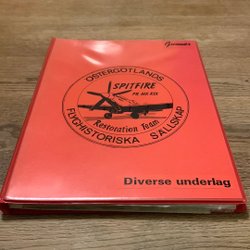 ÖSTERGÖTLANDS
SPITFIRE
PR MK XIX
Restoration Team
FLYGHISTORISKA SÄLLSKAP
Diverse underlag